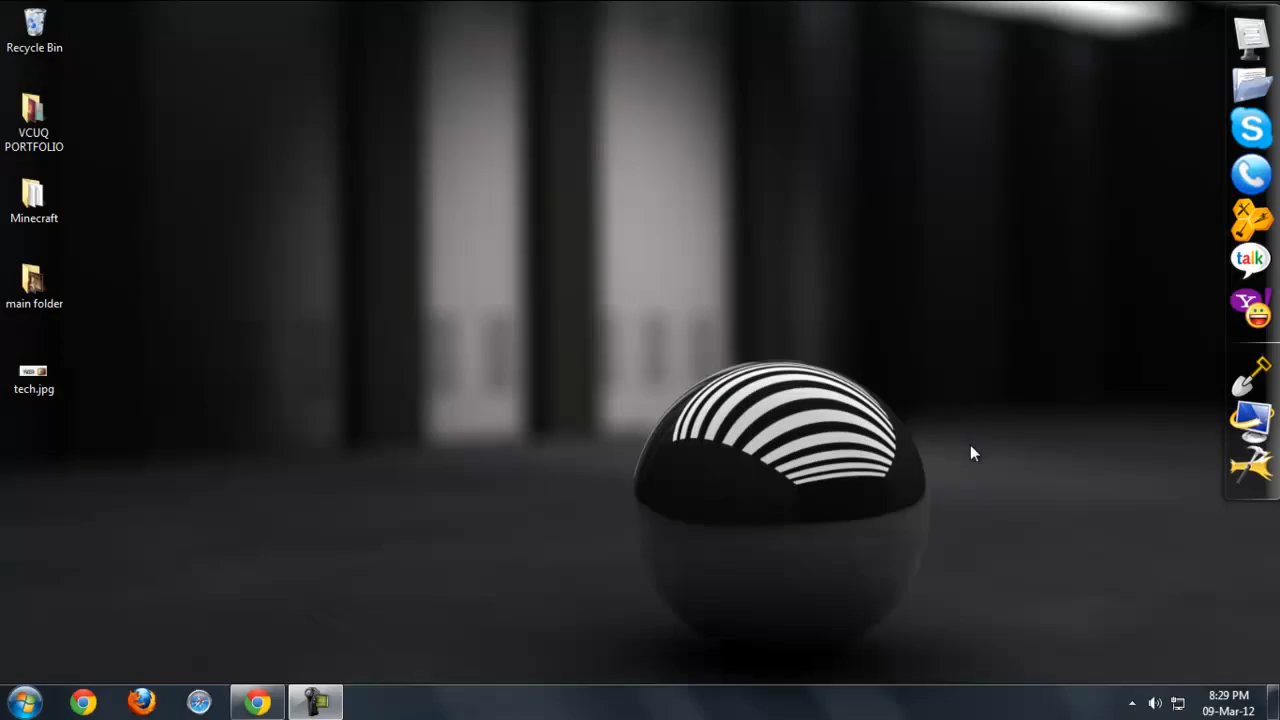 Recycle Bin
VCUQ
PORTFOLIO
Minecraft
main folder
tech.jpg
S
talk
Y!
8:29 PM
09-Mar-12